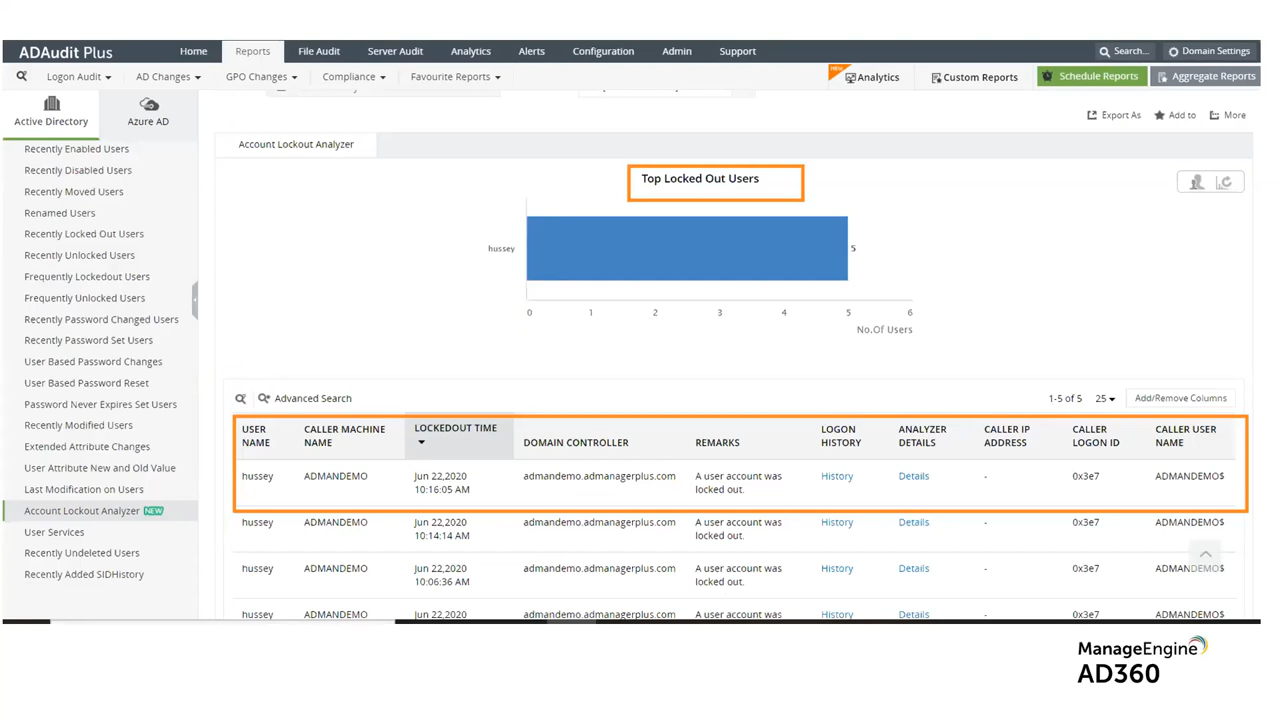 ADAudit Plus
Home Reports File Audit Server Audit Analytics Alerts Configuration Admin Support Search... Domain Settings
Logon Audit AD Changes GPO Changes Compliance Favourite Reports NEW Analytics Custom Reports Schedule Reports Aggregate Reports
Active Directory Azure AD
Recently Enabled Users
Recently Disabled Users
Recently Moved Users
Renamed Users
Recently Locked Out Users
Recently Unlocked Users
Frequently Lockedout Users
Frequently Unlocked Users
Recently Password Changed Users
Recently Password Set Users
User Based Password Changes
User Based Password Reset
Password Never Expires Set Users
Recently Modified Users
Extended Attribute Changes
User Attribute New and Old Value
Last Modification on Users
Account Lockout Analyzer NEW
User Services
Recently Undeleted Users
Recently Added SIDHistory
Export As Add to More
Account Lockout Analyzer
Top Locked Out Users
hussey 5
0 1 2 3 4 5 6
No.Of Users
Advanced Search 1-5 of 5 25 Add/Remove Columns
USER NAME CALLER MACHINE NAME LOCKEDOUT TIME DOMAIN CONTROLLER REMARKS LOGON HISTORY ANALYZER DETAILS CALLER IP ADDRESS CALLER LOGON ID CALLER USER NAME
hussey ADMANDEMO Jun 22,2020 admandemo.admanagerplus.com A user account was History Details - 0x3e7 ADMANDEMO$
10:16:05 AM locked out.
hussey ADMANDEMO Jun 22,2020 admandemo.admanagerplus.com A user account was History Details - 0x3e7 ADMANDEMO$
10:14:14 AM locked out.
hussey ADMANDEMO Jun 22,2020 admandemo.admanagerplus.com A user account was History Details - 0x3e7 ADMANDEMO$
10:06:36 AM locked out.
hussey ADMANDEMO Jun 22,2020 admandemo.admanagerplus.com A user account was History Details - 0x3e7 ADMANDEMO$
ManageEngine
AD360